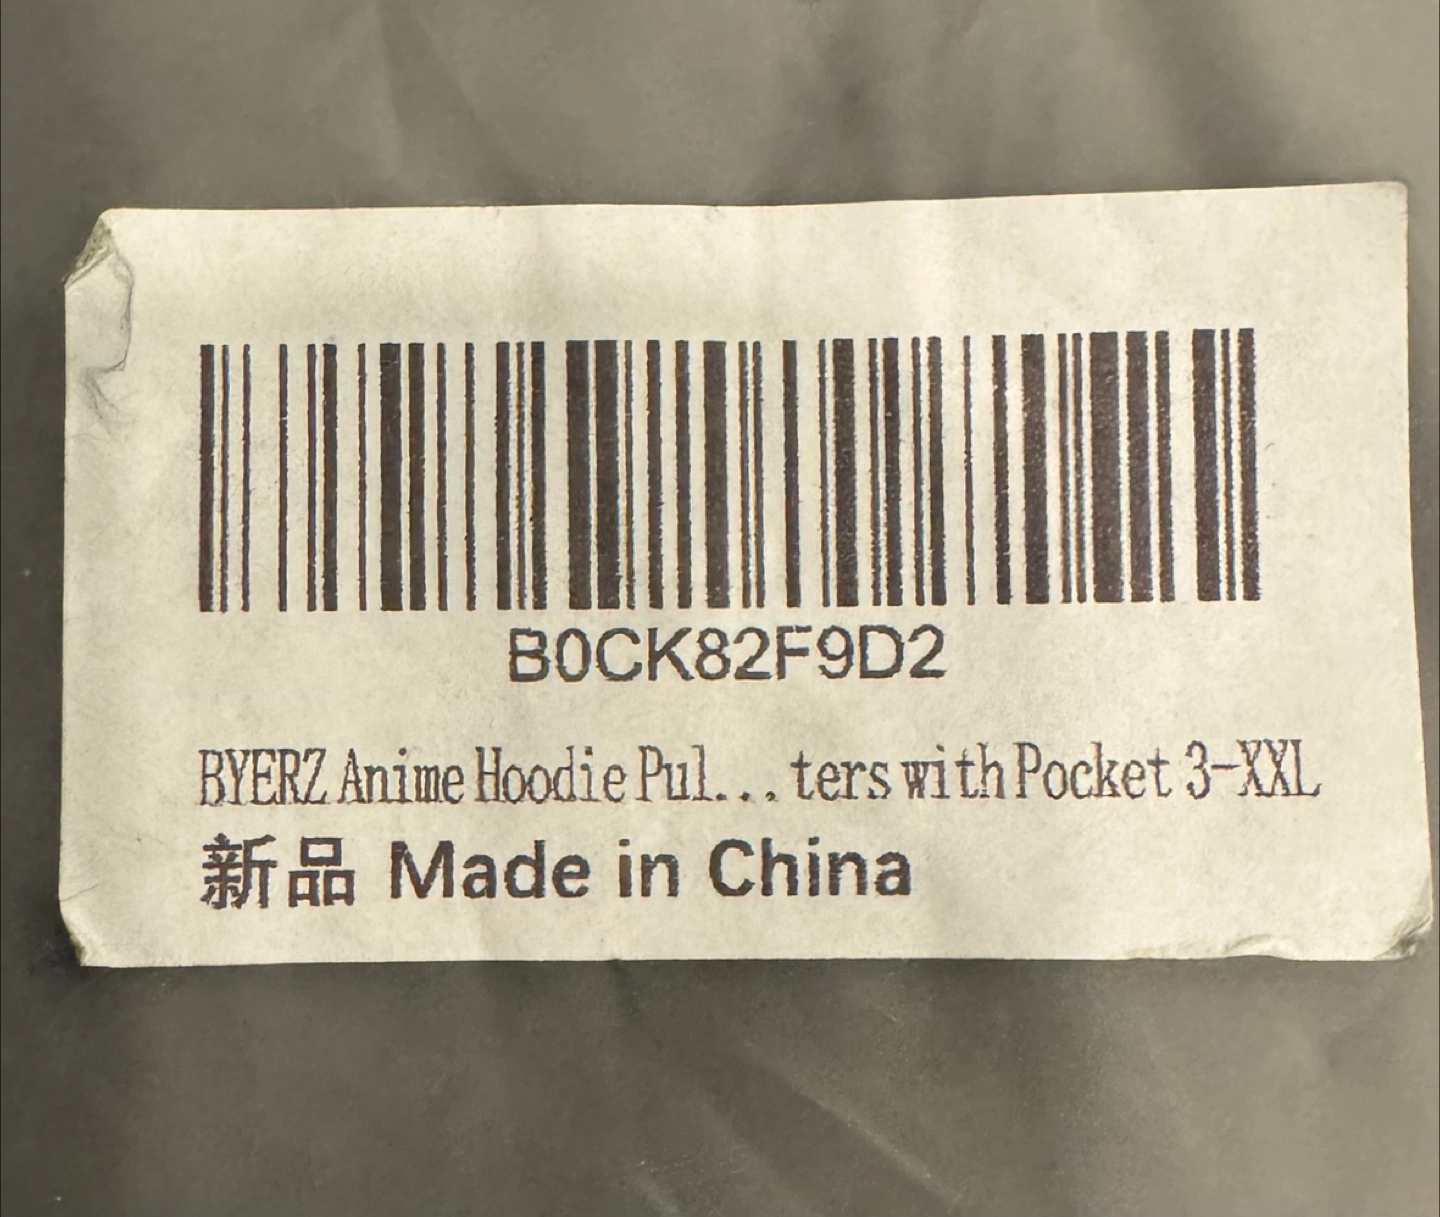 B0CK82F9D2
BYERZ Anime Hoodie Pul...ters with Pocket 3-XXL
新品 Made in China